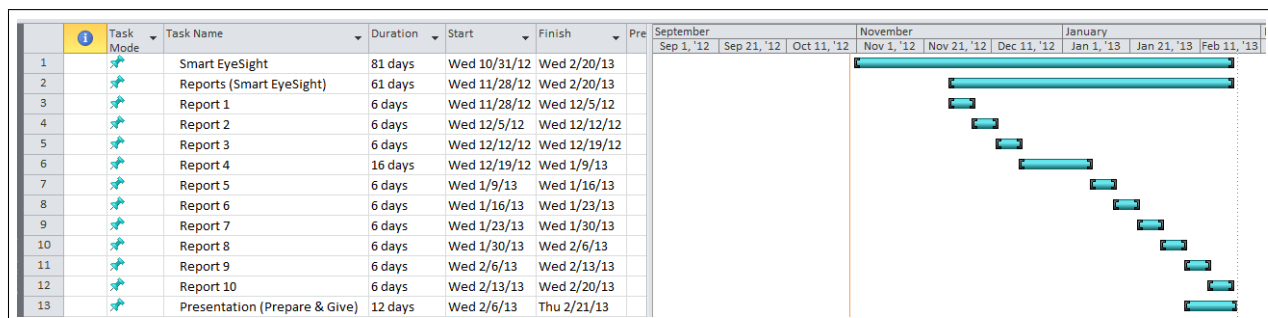 Task Mode Task Name Duration Start Finish Pre
September November January
Sep 1, '12 Sep 21, '12 Oct 11, '12 Nov 1, '12 Nov 21, '12 Dec 11, '12 Jan 1, '13 Jan 21, '13 Feb 11, '13
1 Smart EyeSight 81 days Wed 10/31/12 Wed 2/20/13
2 Reports (Smart EyeSight) 61 days Wed 11/28/12 Wed 2/20/13
3 Report 1 6 days Wed 11/28/12 Wed 12/5/12
4 Report 2 6 days Wed 12/5/12 Wed 12/12/12
5 Report 3 6 days Wed 12/12/12 Wed 12/19/12
6 Report 4 16 days Wed 12/19/12 Wed 1/9/13
7 Report 5 6 days Wed 1/9/13 Wed 1/16/13
8 Report 6 6 days Wed 1/16/13 Wed 1/23/13
9 Report 7 6 days Wed 1/23/13 Wed 1/30/13
10 Report 8 6 days Wed 1/30/13 Wed 2/6/13
11 Report 9 6 days Wed 2/6/13 Wed 2/13/13
12 Report 10 6 days Wed 2/13/13 Wed 2/20/13
13 Presentation (Prepare & Give) 12 days Wed 2/6/13 Thu 2/21/13